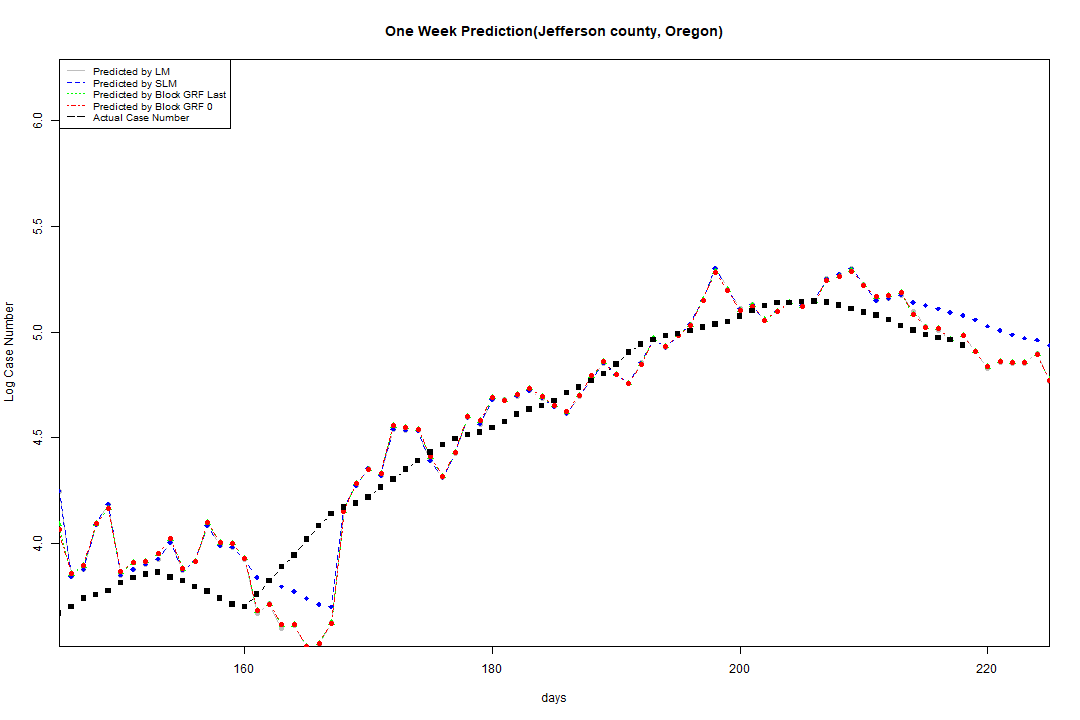 One Week Prediction(Jefferson county, Oregon)
Predicted by LM
Predicted by SLM
Predicted by Block GRF Last
Predicted by Block GRF 0
Actual Case Number
6.0
5.5
5.0
4.5
4.0
Log Case Number
160 180 200 220
days